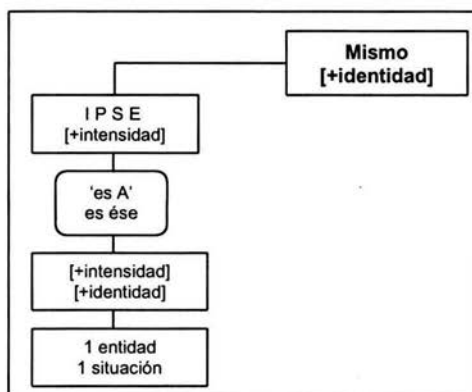 Mismo
[+identidad]
I P S E
[+intensidad]
'es A'
es ése
[+intensidad]
[+identidad]
1 entidad
1 situación